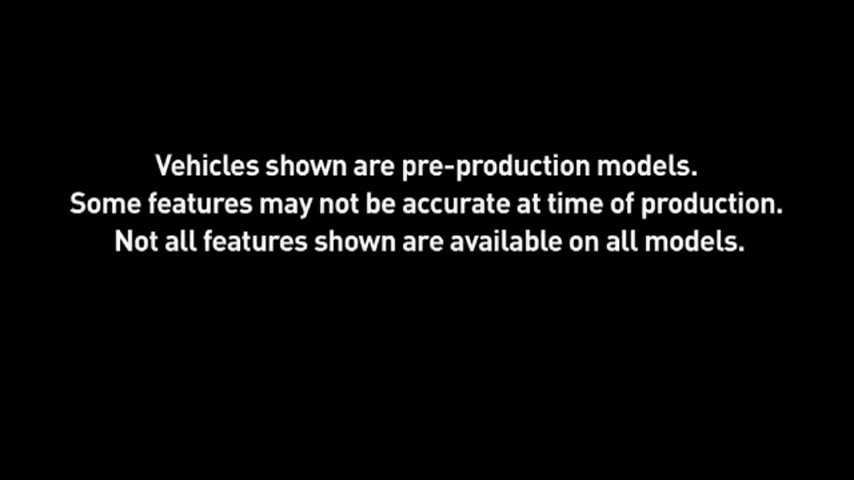 Vehicles shown are pre-production models.
Some features may not be accurate at time of production.
Not all features shown are available on all models.